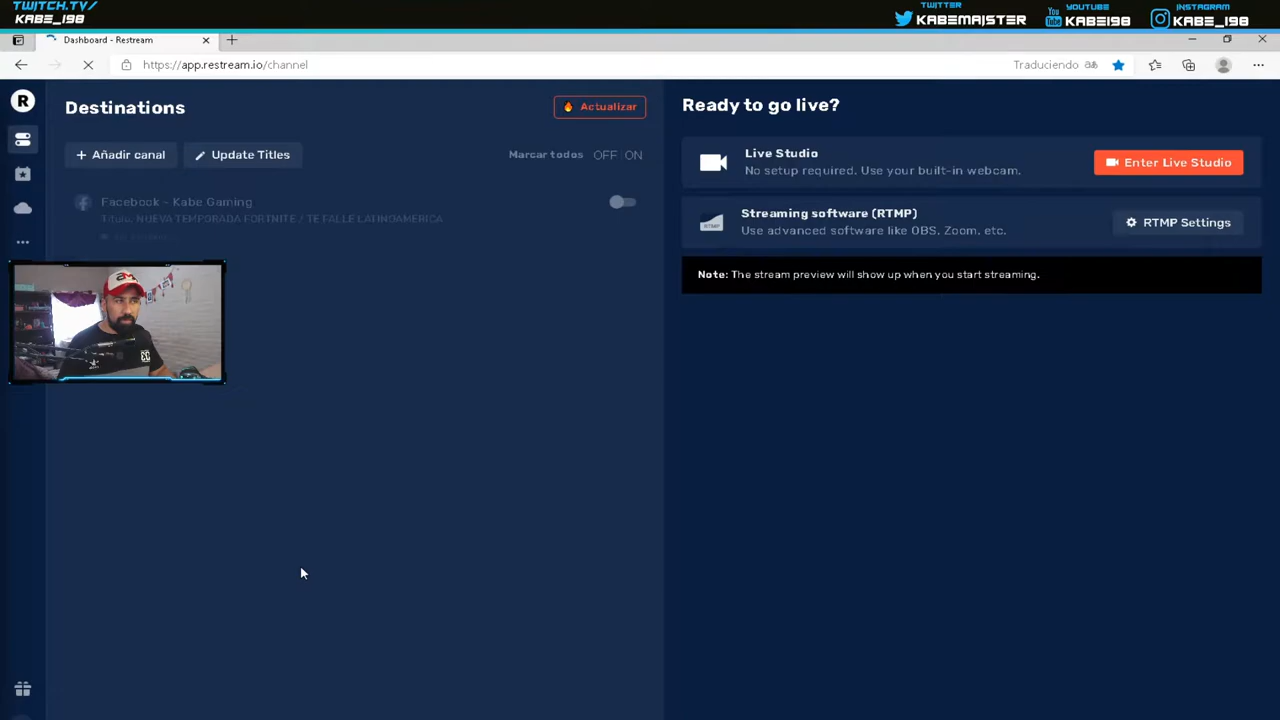 TWITCH.TV/
KABE_198
TWITTER
KABEMAJSTER
YOUTUBE
KABE198
INSTAGRAM
KABE_198
Dashboard - Restream
https://app.restream.io/channel
Traduciendo
Destinations
Actualizar
Añadir canal
Update Titles
Marcar todos OFF ON
Facebook - Kabe Gaming
Título. NUEVA TEMPORADA FORTNITE / TE FALLE LATINOAMERICA
Ready to go live?
Live Studio
No setup required. Use your built-in webcam.
Enter Live Studio
Streaming software (RTMP)
Use advanced software like OBS, Zoom, etc.
RTMP
RTMP Settings
Note: The stream preview will show up when you start streaming.